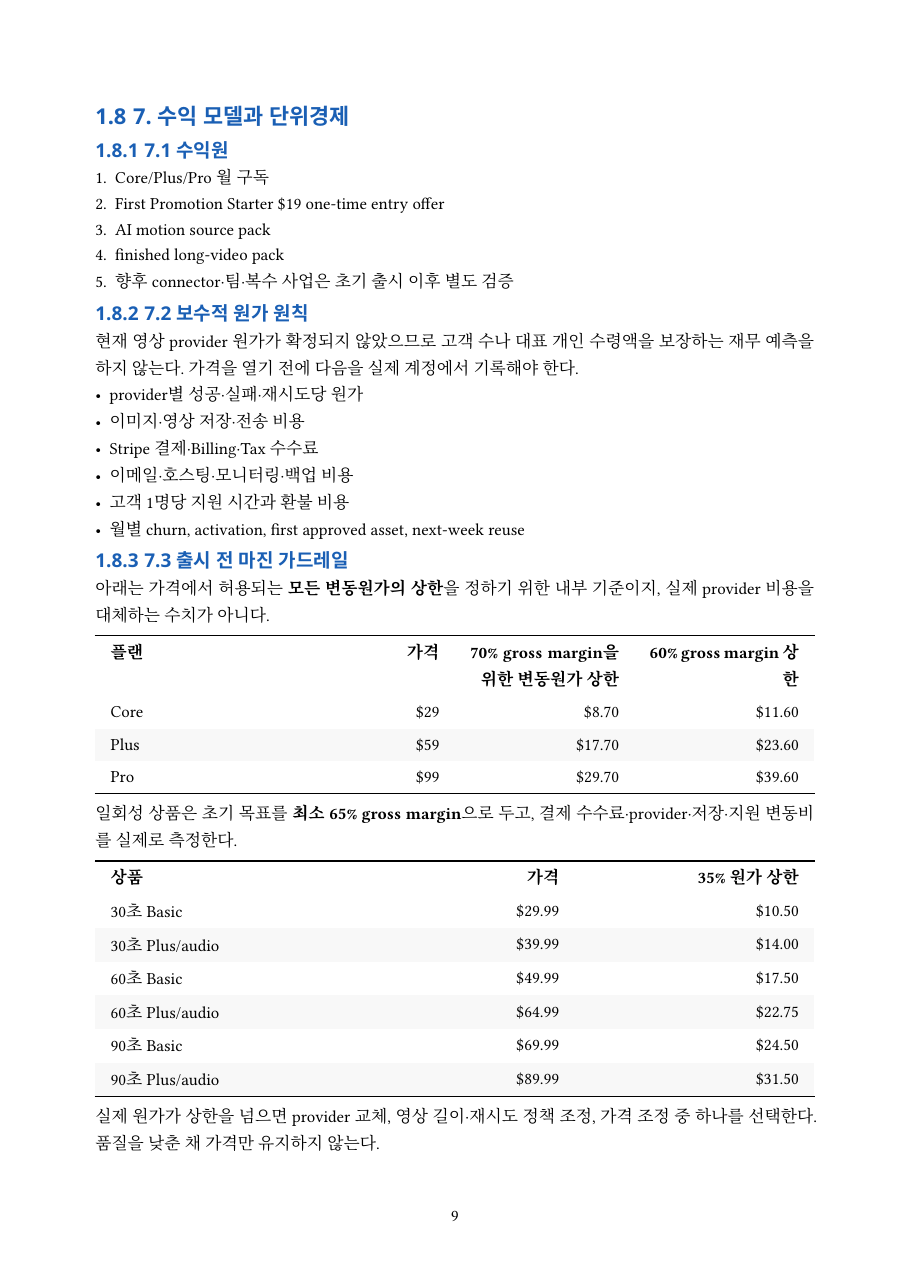 1.8 7. 수익 모델과 단위경제
1.8.1 7.1 수익원
1. Core/Plus/Pro 월 구독
2. First Promotion Starter $19 one-time entry offer
3. AI motion source pack
4. finished long-video pack
5. 향후 connector·팀·복수 사업은 초기 출시 이후 별도 검증
1.8.2 7.2 보수적 원가 원칙
현재 영상 provider 원가가 확정되지 않았으므로 고객 수나 대표 개인 수령액을 보장하는 재무 예측을
하지 않는다. 가격을 열기 전에 다음을 실제 계정에서 기록해야 한다.
• provider별 성공·실패·재시도당 원가
• 이미지·영상 저장·전송 비용
• Stripe 결제·Billing·Tax 수수료
• 이메일·호스팅·모니터링·백업 비용
• 고객 1명당 지원 시간과 환불 비용
• 월별 churn, activation, first approved asset, next-week reuse
1.8.3 7.3 출시 전 마진 가드레일
아래는 가격에서 허용되는 모든 변동원가의 상한을 정하기 위한 내부 기준이지, 실제 provider 비용을
대체하는 수치가 아니다.
플랜 가격 70% gross margin을 60% gross margin 상
위한 변동원가 상한 한
Core $29 $8.70 $11.60
Plus $59 $17.70 $23.60
Pro $99 $29.70 $39.60
일회성 상품은 초기 목표를 최소 65% gross margin으로 두고, 결제 수수료·provider·저장·지원 변동비
를 실제로 측정한다.
상품 가격 35% 원가 상한
30초 Basic $29.99 $10.50
30초 Plus/audio $39.99 $14.00
60초 Basic $49.99 $17.50
60초 Plus/audio $64.99 $22.75
90초 Basic $69.99 $24.50
90초 Plus/audio $89.99 $31.50
실제 원가가 상한을 넘으면 provider 교체, 영상 길이·재시도 정책 조정, 가격 조정 중 하나를 선택한다.
품질을 낮춘 채 가격만 유지하지 않는다.
9